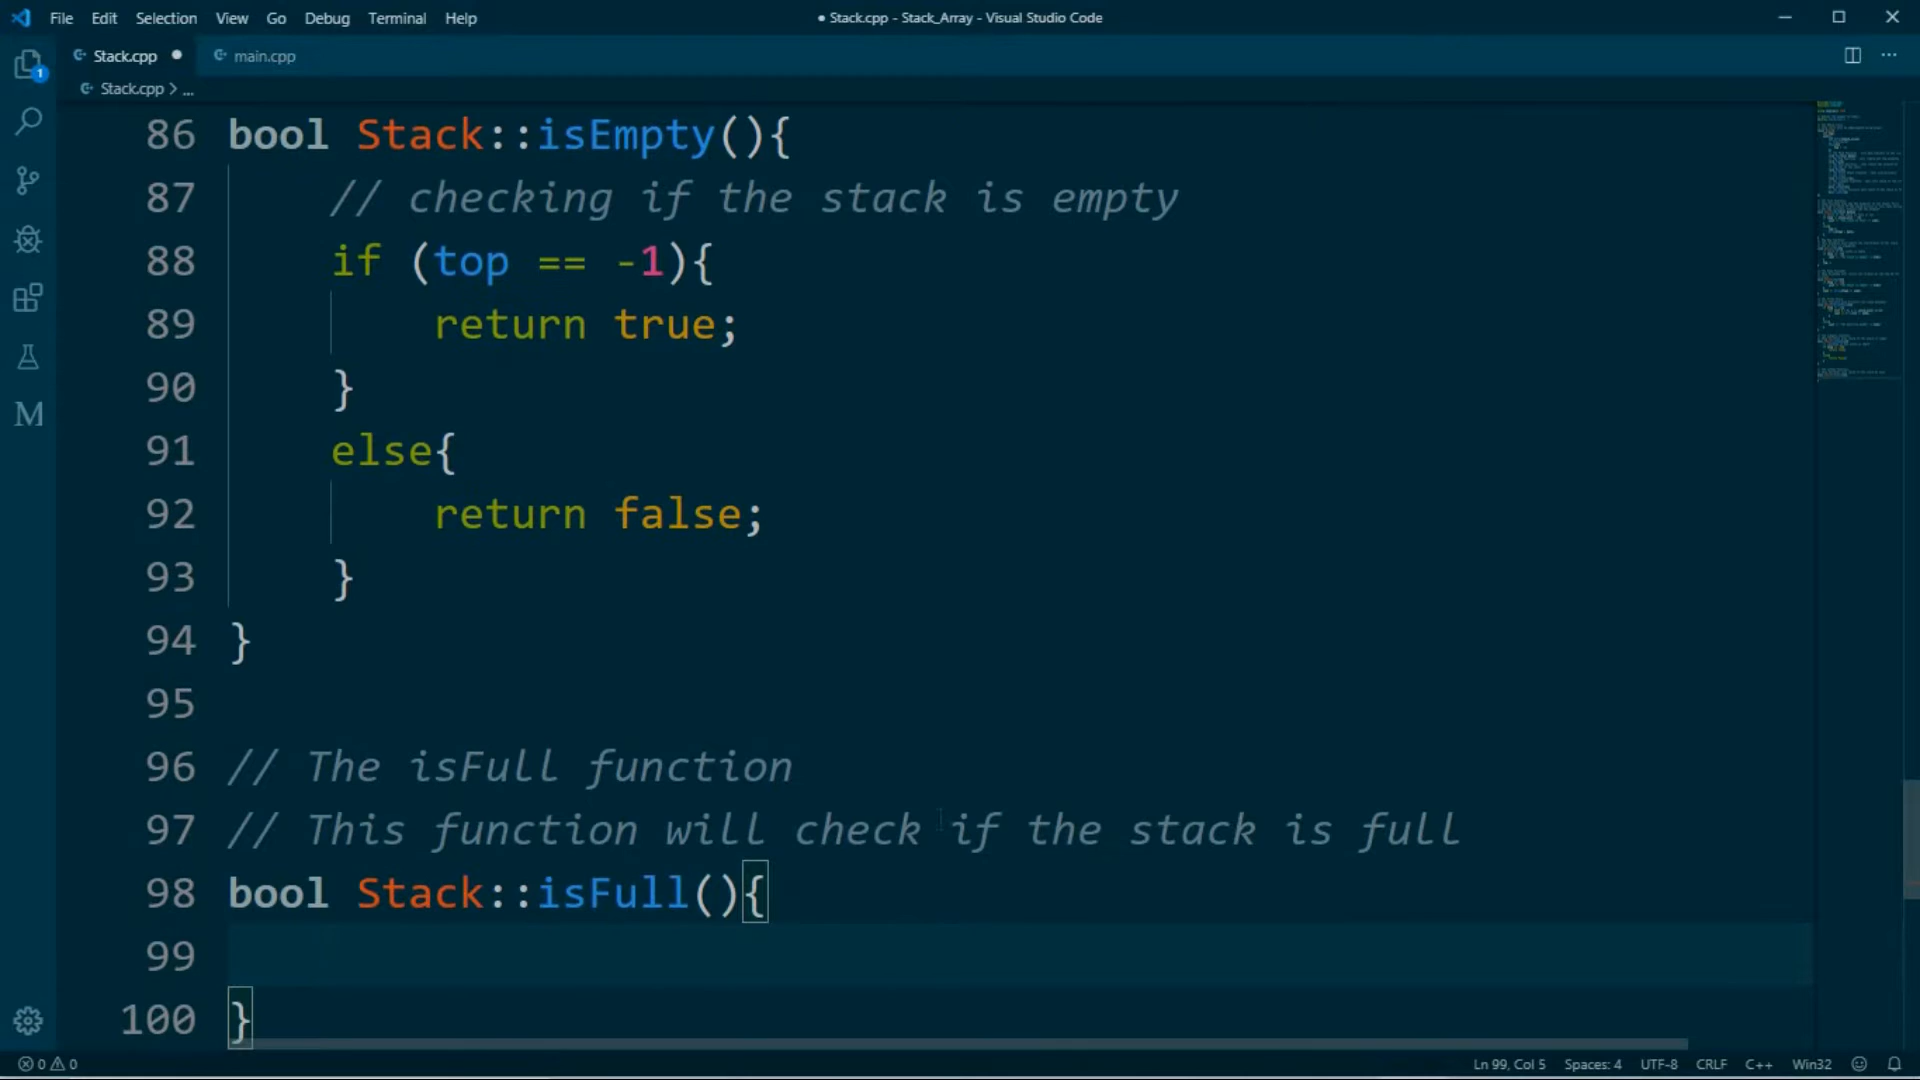 File Edit Selection View Go Debug Terminal Help
● Stack.cpp - Stack_Array - Visual Studio Code
Stack.cpp ● main.cpp
Stack.cpp > ...
1
86 bool Stack::isEmpty(){
87 // checking if the stack is empty
88 if (top == -1){
89 return true;
90 }
91 else{
92 return false;
93 }
94 }
95
96 // The isFull function
97 // This function will check if the stack is full
98 bool Stack::isFull(){
99
100 }
M
0 0 Ln 99, Col 5 Spaces: 4 UTF-8 CRLF C++ Win32